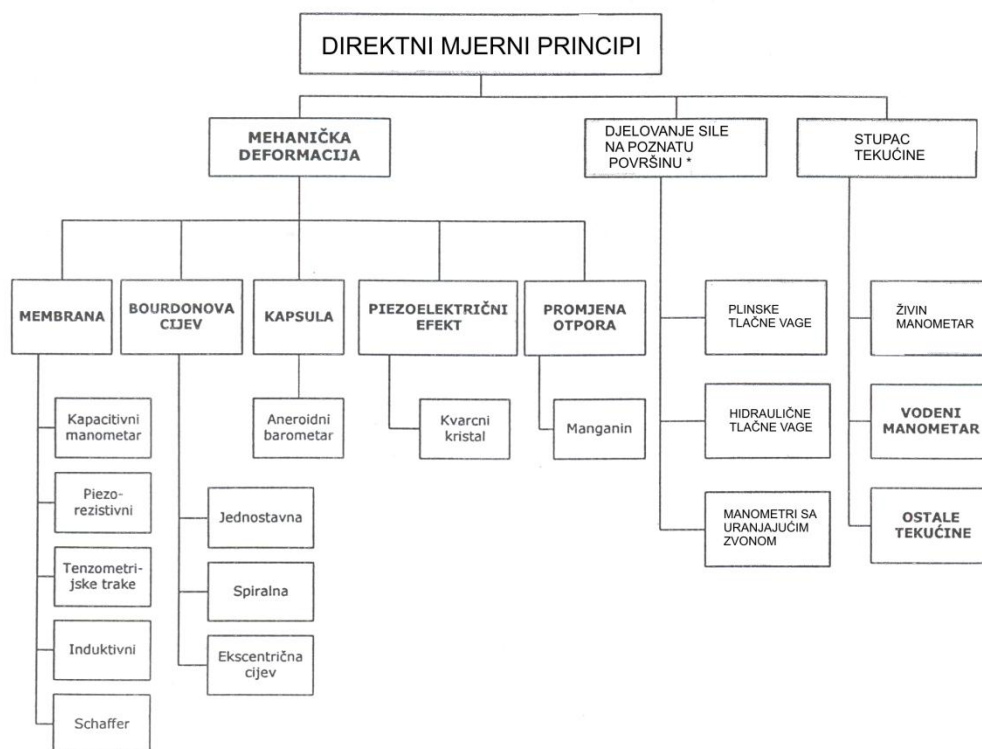 DIREKTNI MJERNI PRINCIPI
MEHANIČKA
DEFORMACIJA
DJELOVANJE SILE
NA POZNATU
POVRŠINU *
STUPAC
TEKUĆINE
MEMBRANA
BOURDONOVA
CIJEV
KAPSULA
PIEZOELEKTRIČNI
EFEKT
PROMJENA
OTPORA
PLINSKE
TLAČNE VAGE
ŽIVIN
MANOMETAR
Kapacitivni
manometar
Aneroidni
barometar
Kvarcni
kristal
Manganin
HIDRAULIČNE
TLAČNE VAGE
VODENI
MANOMETAR
Piezo-
rezistivni
Jednostavna
MANOMETRI SA
URANJAJUĆIM
ZVONOM
OSTALE
TEKUĆINE
Tenzometri-
jske trake
Spiralna
Induktivni
Ekscentrična
cijev
Schaffer